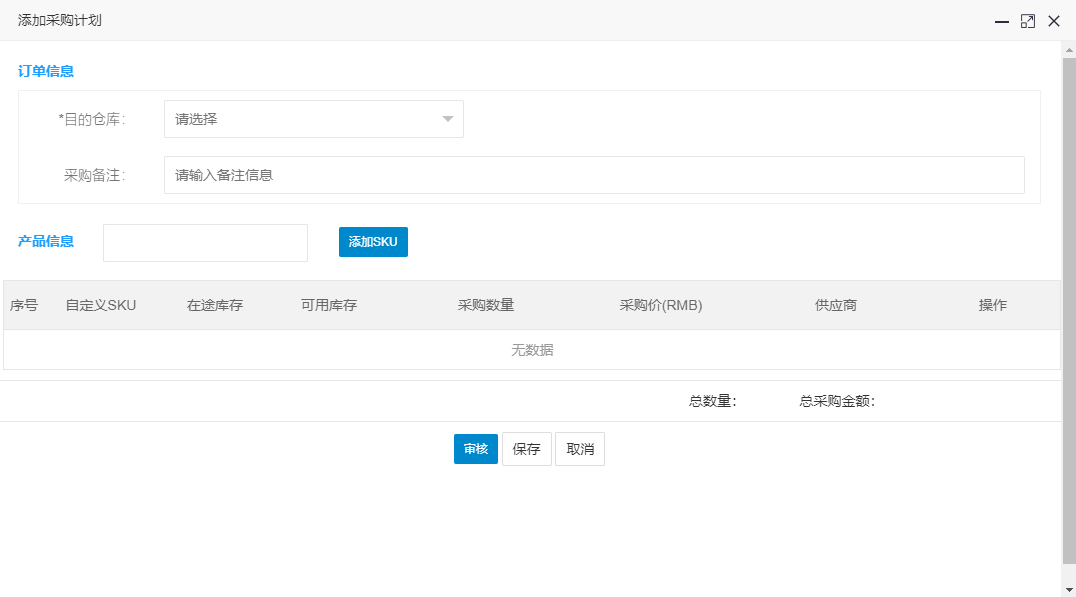 添加采购计划
订单信息
*目的仓库：
请选择
采购备注：
请输入备注信息
产品信息
添加SKU
序号 自定义SKU 在途库存 可用库存 采购数量 采购价(RMB) 供应商 操作
无数据
总数量： 总采购金额：
审核 保存 取消